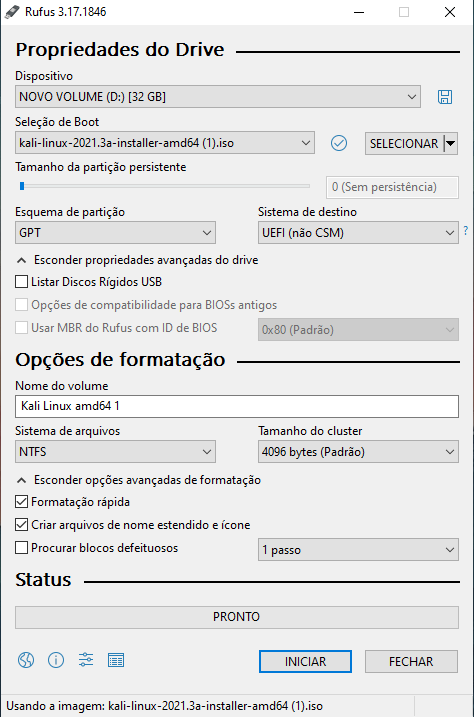 Rufus 3.17.1846
Propriedades do Drive
Dispositivo
NOVO VOLUME (D:) [32 GB]
Seleção de Boot
kali-linux-2021.3a-installer-amd64 (1).iso
SELECIONAR
Tamanho da partição persistente
0 (Sem persistência)
Esquema de partição
Sistema de destino
GPT
UEFI (não CSM)
?
Esconder propriedades avançadas do drive
Listar Discos Rígidos USB
Opções de compatibilidade para BIOSs antigos
Usar MBR do Rufus com ID de BIOS
0x80 (Padrão)
Opções de formatação
Nome do volume
Kali Linux amd64 1
Sistema de arquivos
Tamanho do cluster
NTFS
4096 bytes (Padrão)
Esconder opções avançadas de formatação
Formatação rápida
Criar arquivos de nome estendido e ícone
Procurar blocos defeituosos
1 passo
Status
PRONTO
INICIAR
FECHAR
Usando a imagem: kali-linux-2021.3a-installer-amd64 (1).iso